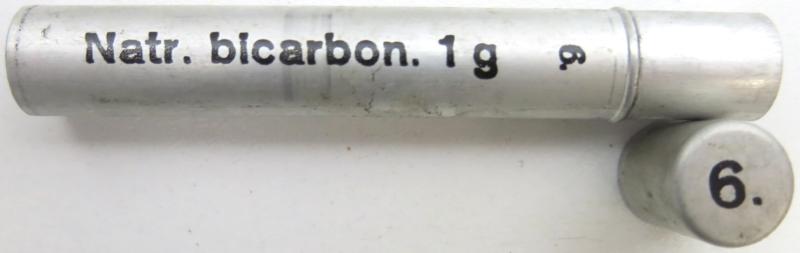 Natr. bicarbon. 1 g 6.
6.